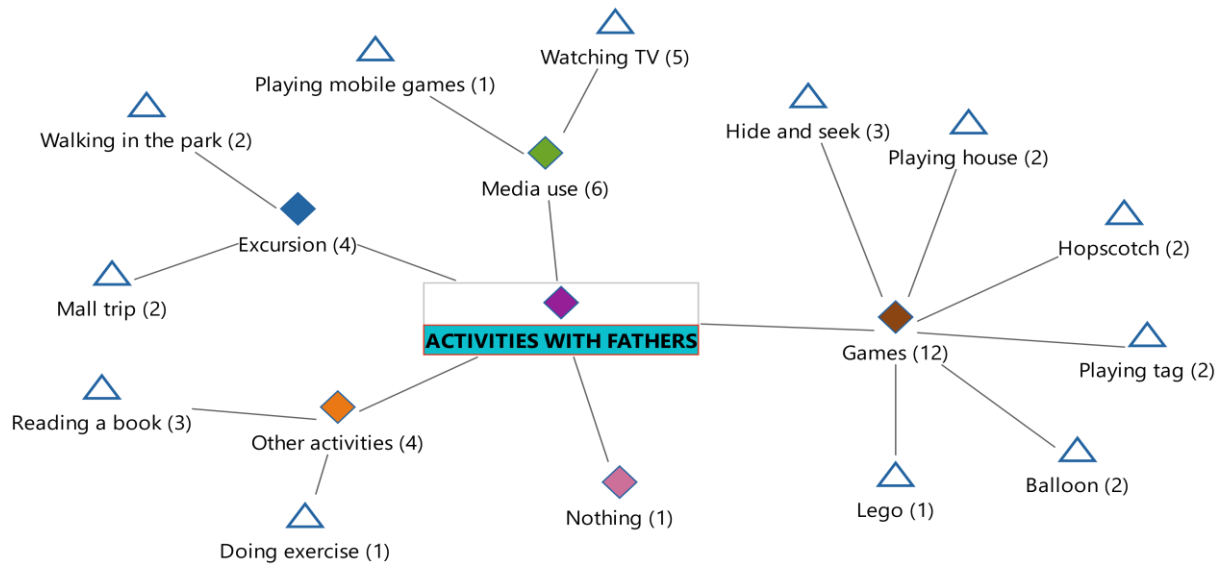 Watching TV (5)
Playing mobile games (1)
Walking in the park (2)
Hide and seek (3)
Playing house (2)
Media use (6)
Excursion (4)
Hopscotch (2)
Mall trip (2)
ACTIVITIES WITH FATHERS
Games (12)
Playing tag (2)
Reading a book (3)
Other activities (4)
Balloon (2)
Lego (1)
Nothing (1)
Doing exercise (1)